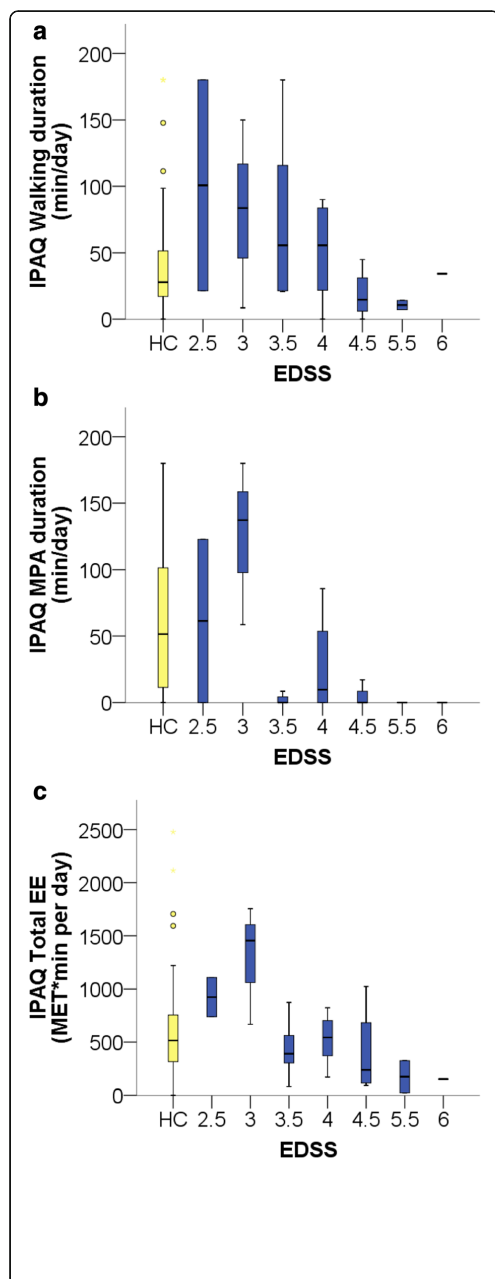 a
IPAQ Walking duration
(min/day)
200
150
100
50
0
HC 2.5 3 3.5 4 4.5 5.5 6
EDSS
b
IPAQ MPA duration
(min/day)
200
150
100
50
0
HC 2.5 3 3.5 4 4.5 5.5 6
EDSS
c
IPAQ Total EE
(MET*min per day)
2500
2000
1500
1000
500
0
HC 2.5 3 3.5 4 4.5 5.5 6
EDSS